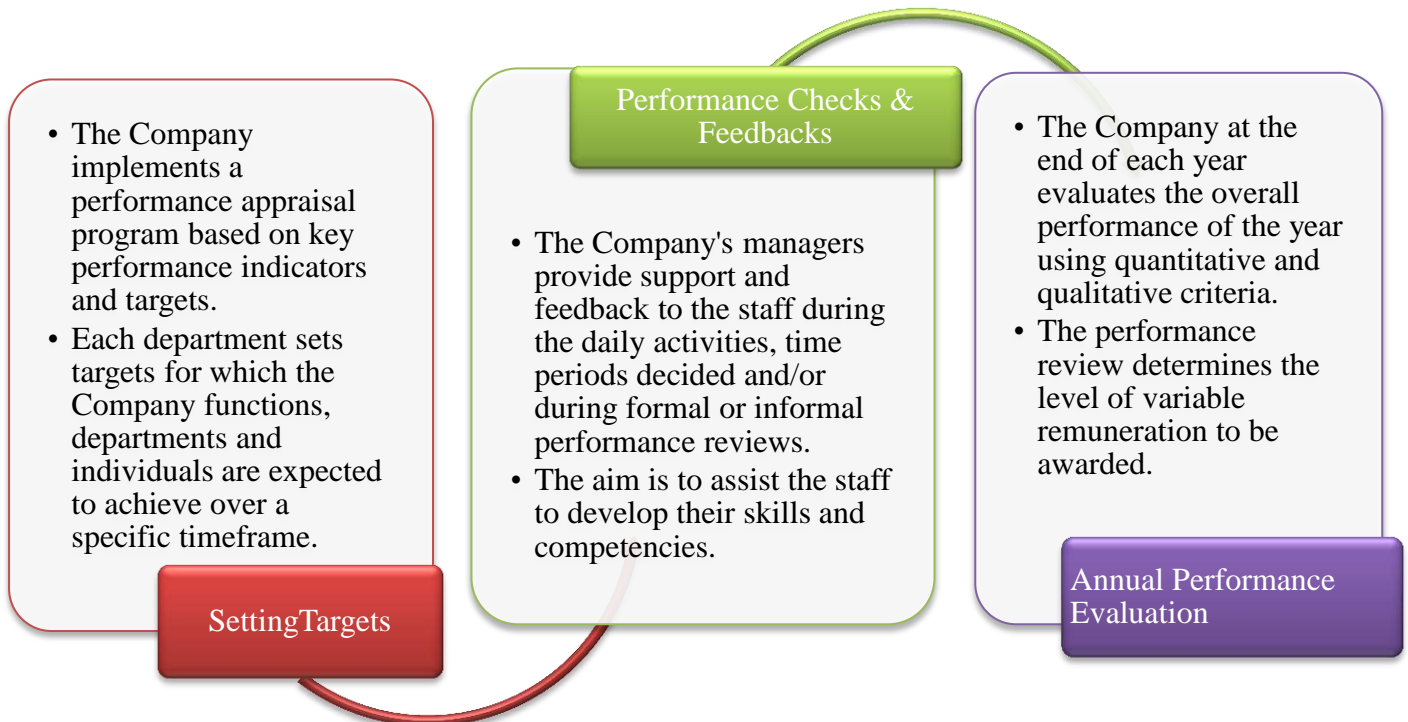 • The Company
implements a
performance appraisal
program based on key
performance indicators
and targets.
• Each department sets
targets for which the
Company functions,
departments and
individuals are expected
to achieve over a
specific timeframe.
SettingTargets
Performance Checks &
Feedbacks
• The Company's managers
provide support and
feedback to the staff during
the daily activities, time
periods decided and/or
during formal or informal
performance reviews.
• The aim is to assist the staff
to develop their skills and
competencies.
• The Company at the
end of each year
evaluates the overall
performance of the year
using quantitative and
qualitative criteria.
• The performance
review determines the
level of variable
remuneration to be
awarded.
Annual Performance
Evaluation